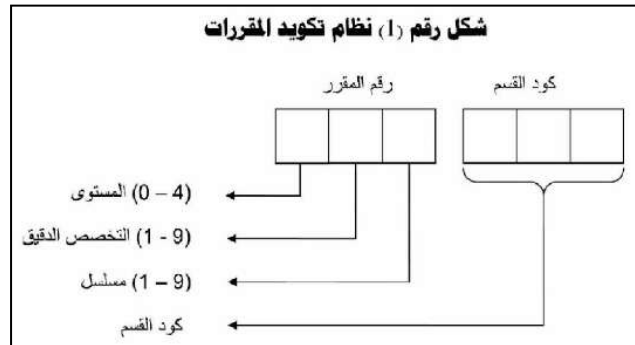 شكل رقم (1) نظام تكويد المقررات
كود القسم
رقم المقرر
(0 – 4) المستوى
(1 - 9) التخصص الدقيق
(1 – 9) مسلسل
كود القسم